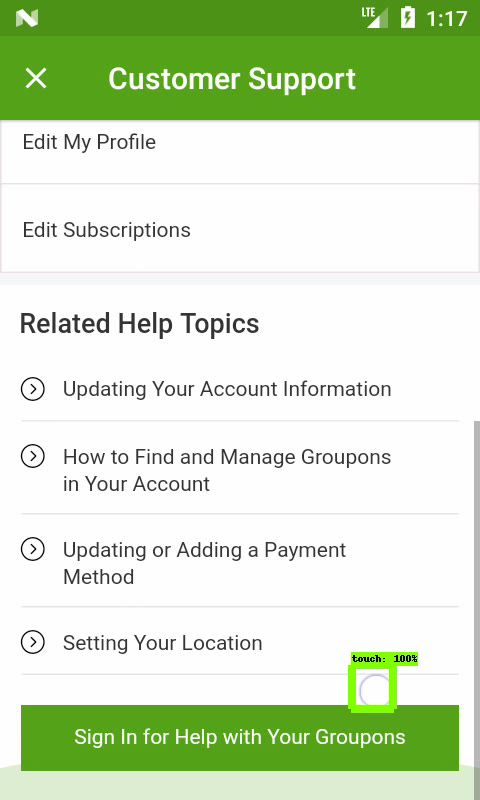 LTE
1:17
Customer Support
Edit My Profile
Edit Subscriptions
Related Help Topics
Updating Your Account Information
How to Find and Manage Groupons
in Your Account
Updating or Adding a Payment
Method
Setting Your Location
touch: 100%
Sign In for Help with Your Groupons